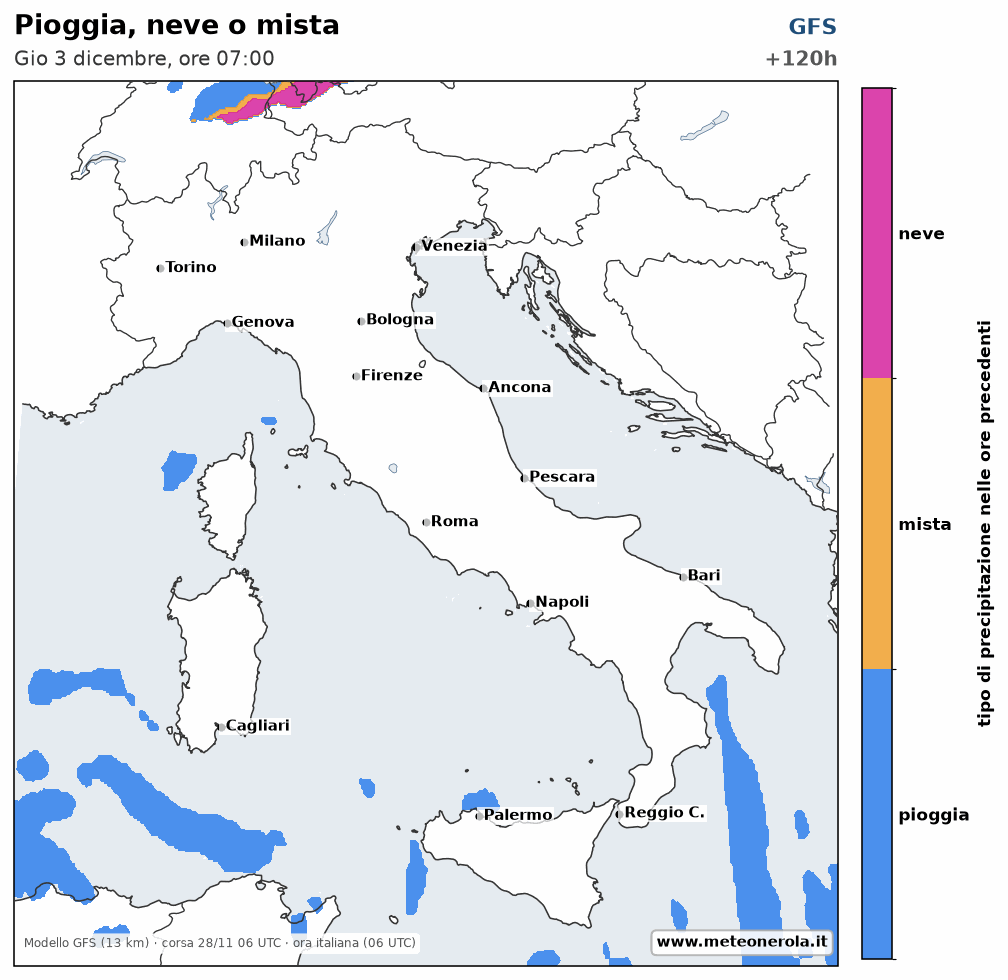 Pioggia, neve o mista
GFS
Gio 3 dicembre, ore 07:00
+120h
neve
mista
pioggia
tipo di precipitazione nelle ore precedenti
Milano
Venezia
Torino
Genova
Bologna
Firenze
Ancona
Pescara
Roma
Bari
Napoli
Cagliari
Palermo
Reggio C.
Modello GFS (13 km) · corsa 28/11 06 UTC · ora italiana (06 UTC)
www.meteonerola.it